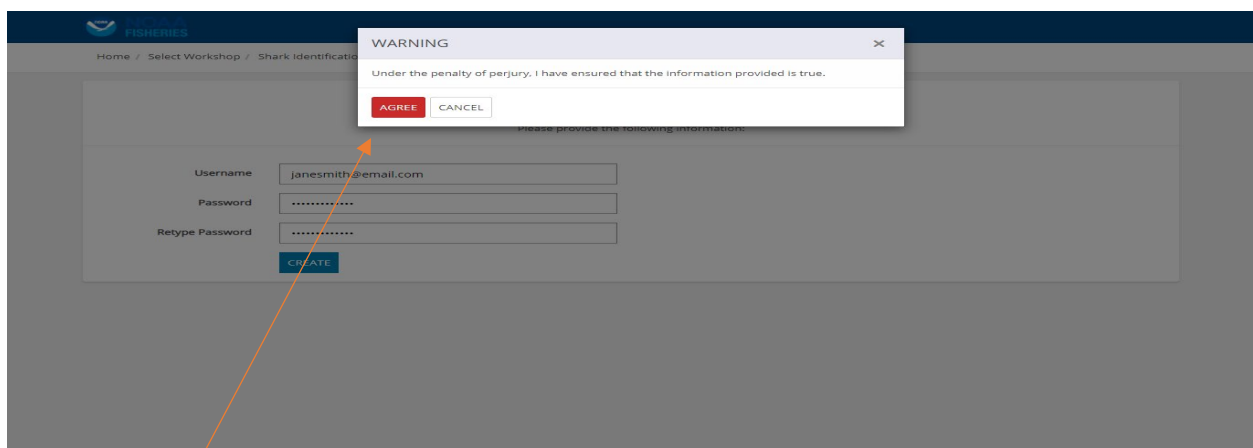 NOAA
FISHERIES
Home / Select Workshop / Shark Identificatio
WARNING ×
Under the penalty of perjury, I have ensured that the information provided is true.
AGREE CANCEL
Please provide the following information:
Username janesmith@email.com
Password •••••••••••••
Retype Password •••••••••••••
CREATE